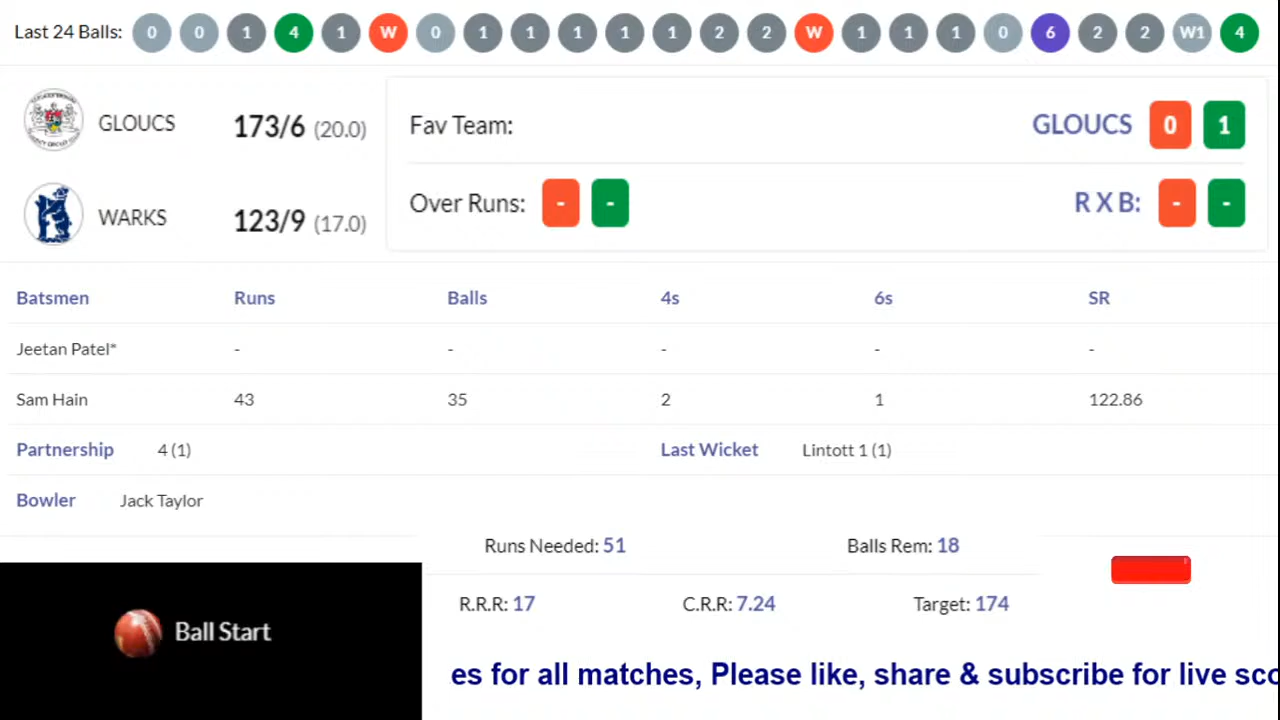 Last 24 Balls: 0 0 1 4 1 W 0 1 1 1 1 1 2 2 W 1 1 1 0 6 2 2 W1 4
GLOUCS 173/6 (20.0)
Fav Team: GLOUCS 0 1
WARKS 123/9 (17.0)
Over Runs: - - R X B: - -
Batsmen Runs Balls 4s 6s SR
Jeetan Patel* - - - - -
Sam Hain 43 35 2 1 122.86
Partnership 4 (1) Last Wicket Lintott 1 (1)
Bowler Jack Taylor
Runs Needed: 51 Balls Rem: 18
R.R.R: 17 C.R.R: 7.24 Target: 174
Ball Start
es for all matches, Please like, share & subscribe for live sco